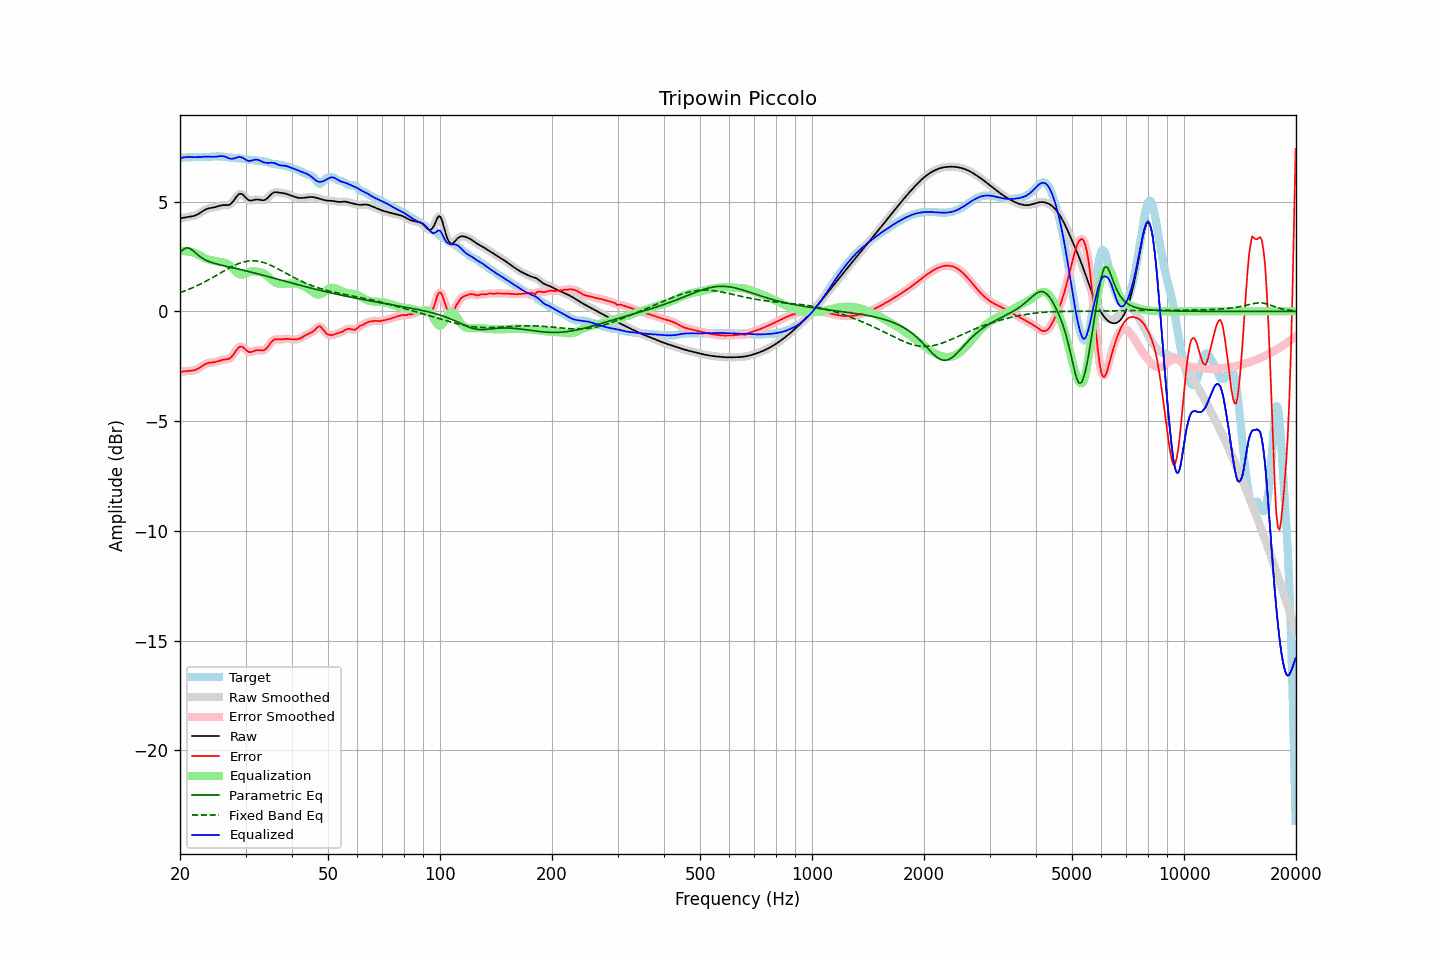 Tripowin Piccolo
Amplitude (dBr)
5
0
−5
−10
−15
−20
Target
Raw Smoothed
Error Smoothed
Raw
Error
Equalization
Parametric Eq
Fixed Band Eq
Equalized
20
50
100
200
500
1000
2000
5000
10000
20000
Frequency (Hz)